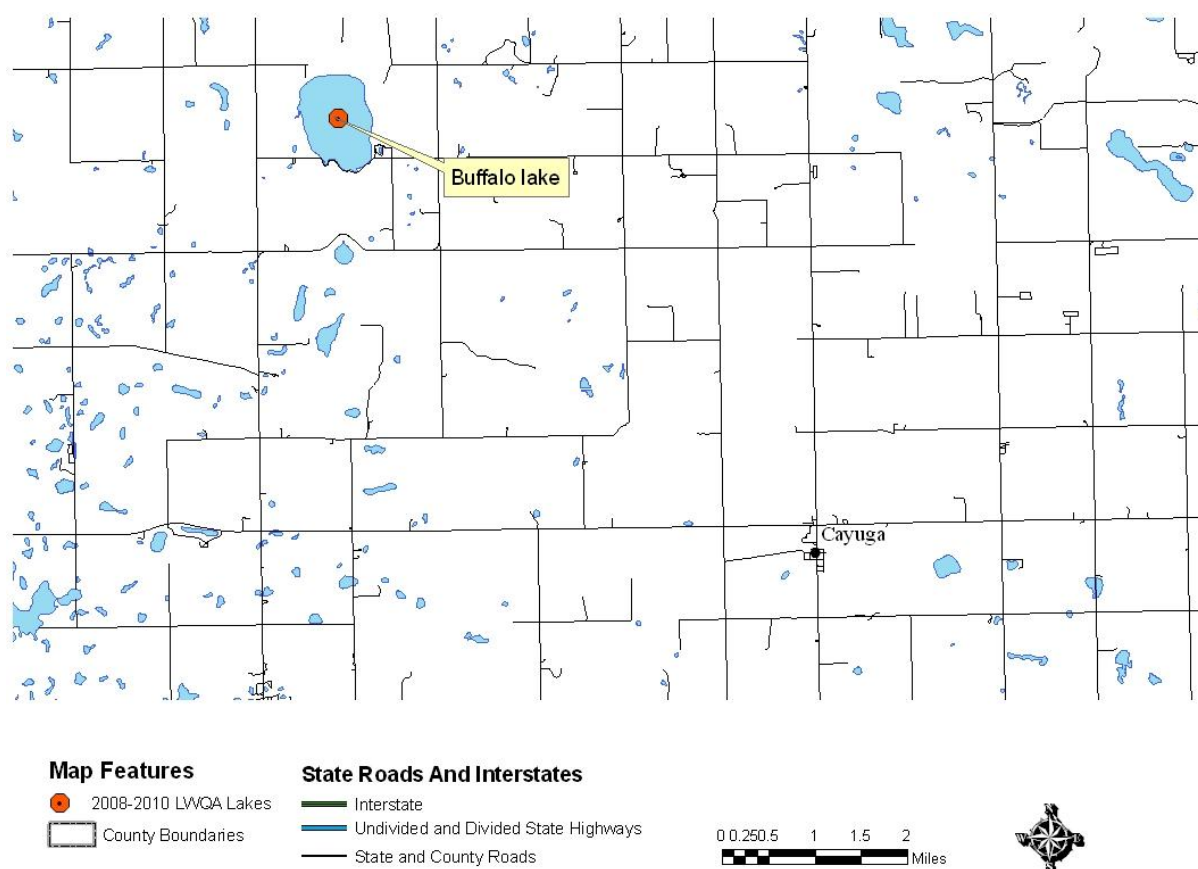 Buffalo lake
Cayuga
Map Features
2008-2010 LWQA Lakes
County Boundaries
State Roads And Interstates
Interstate
Undivided and Divided State Highways
State and County Roads
0 0.25 0.5 1 1.5 2
Miles
N
W E
S